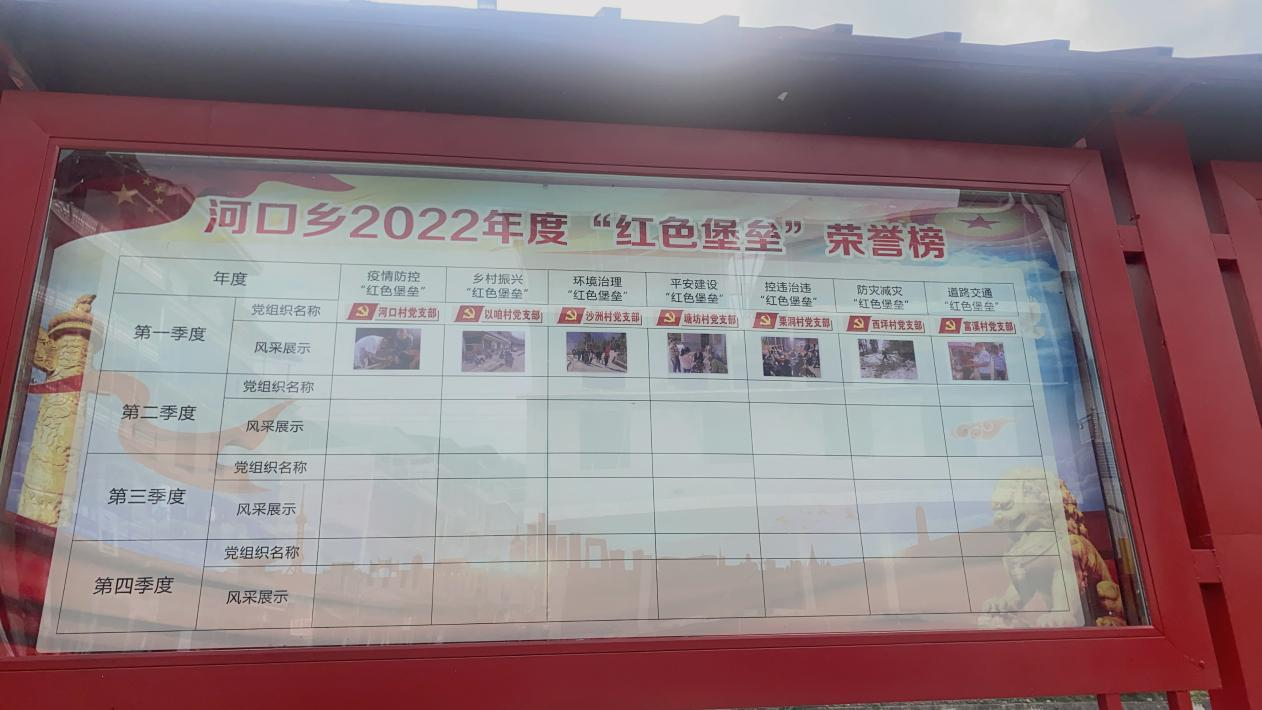 河口乡2022年度“红色堡垒”荣誉榜
年度
疫情防控
“红色堡垒”
乡村振兴
“红色堡垒”
环境治理
“红色堡垒”
平安建设
“红色堡垒”
控违治违
“红色堡垒”
防灾减灾
“红色堡垒”
道路交通
“红色堡垒”
第一季度
党组织名称
河口村党支部
以咱村党支部
沙洲村党支部
塘坊村党支部
栗洞村党支部
西坪村党支部
富溪村党支部
风采展示
第二季度
党组织名称
风采展示
第三季度
党组织名称
风采展示
第四季度
党组织名称
风采展示